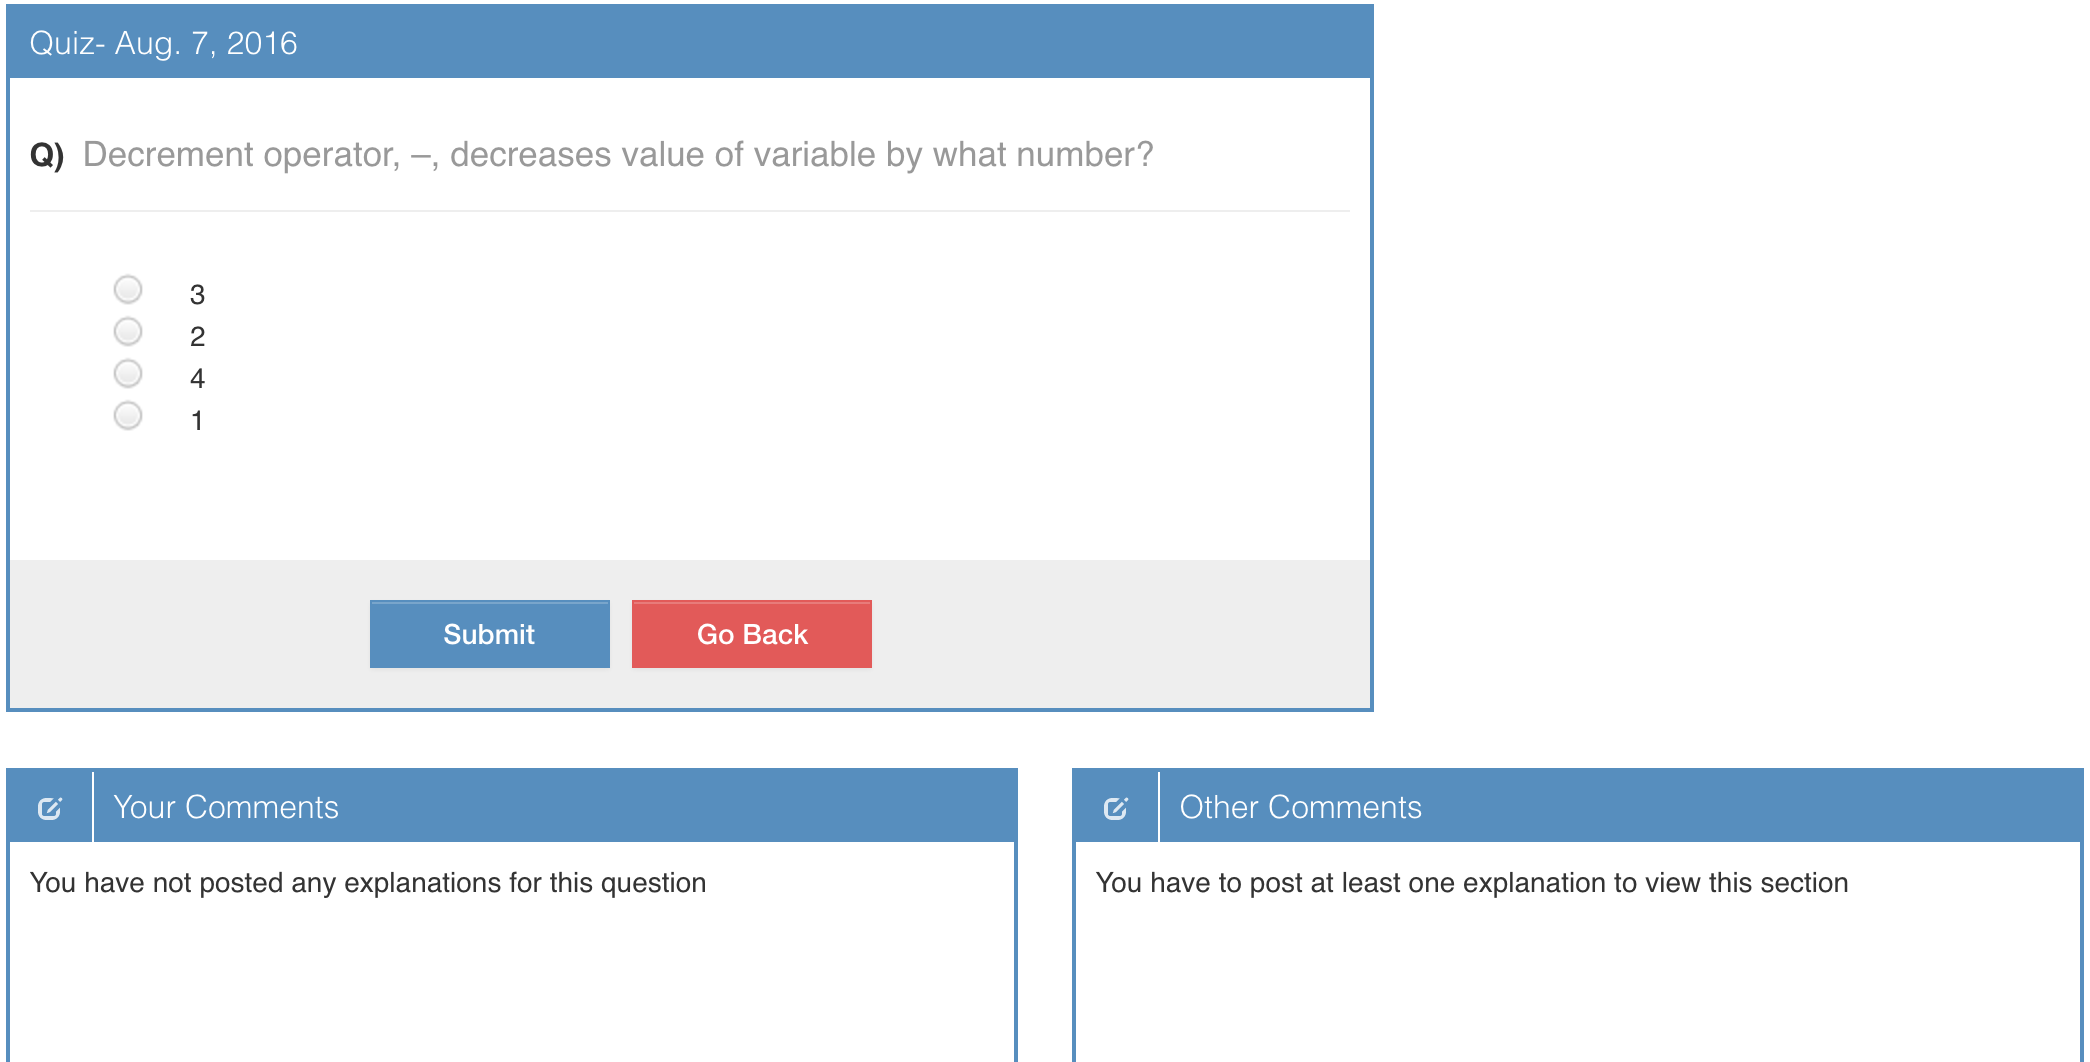 Quiz- Aug. 7, 2016
Q) Decrement operator, –, decreases value of variable by what number?
3
2
4
1
Submit Go Back
Your Comments
You have not posted any explanations for this question
Other Comments
You have to post at least one explanation to view this section